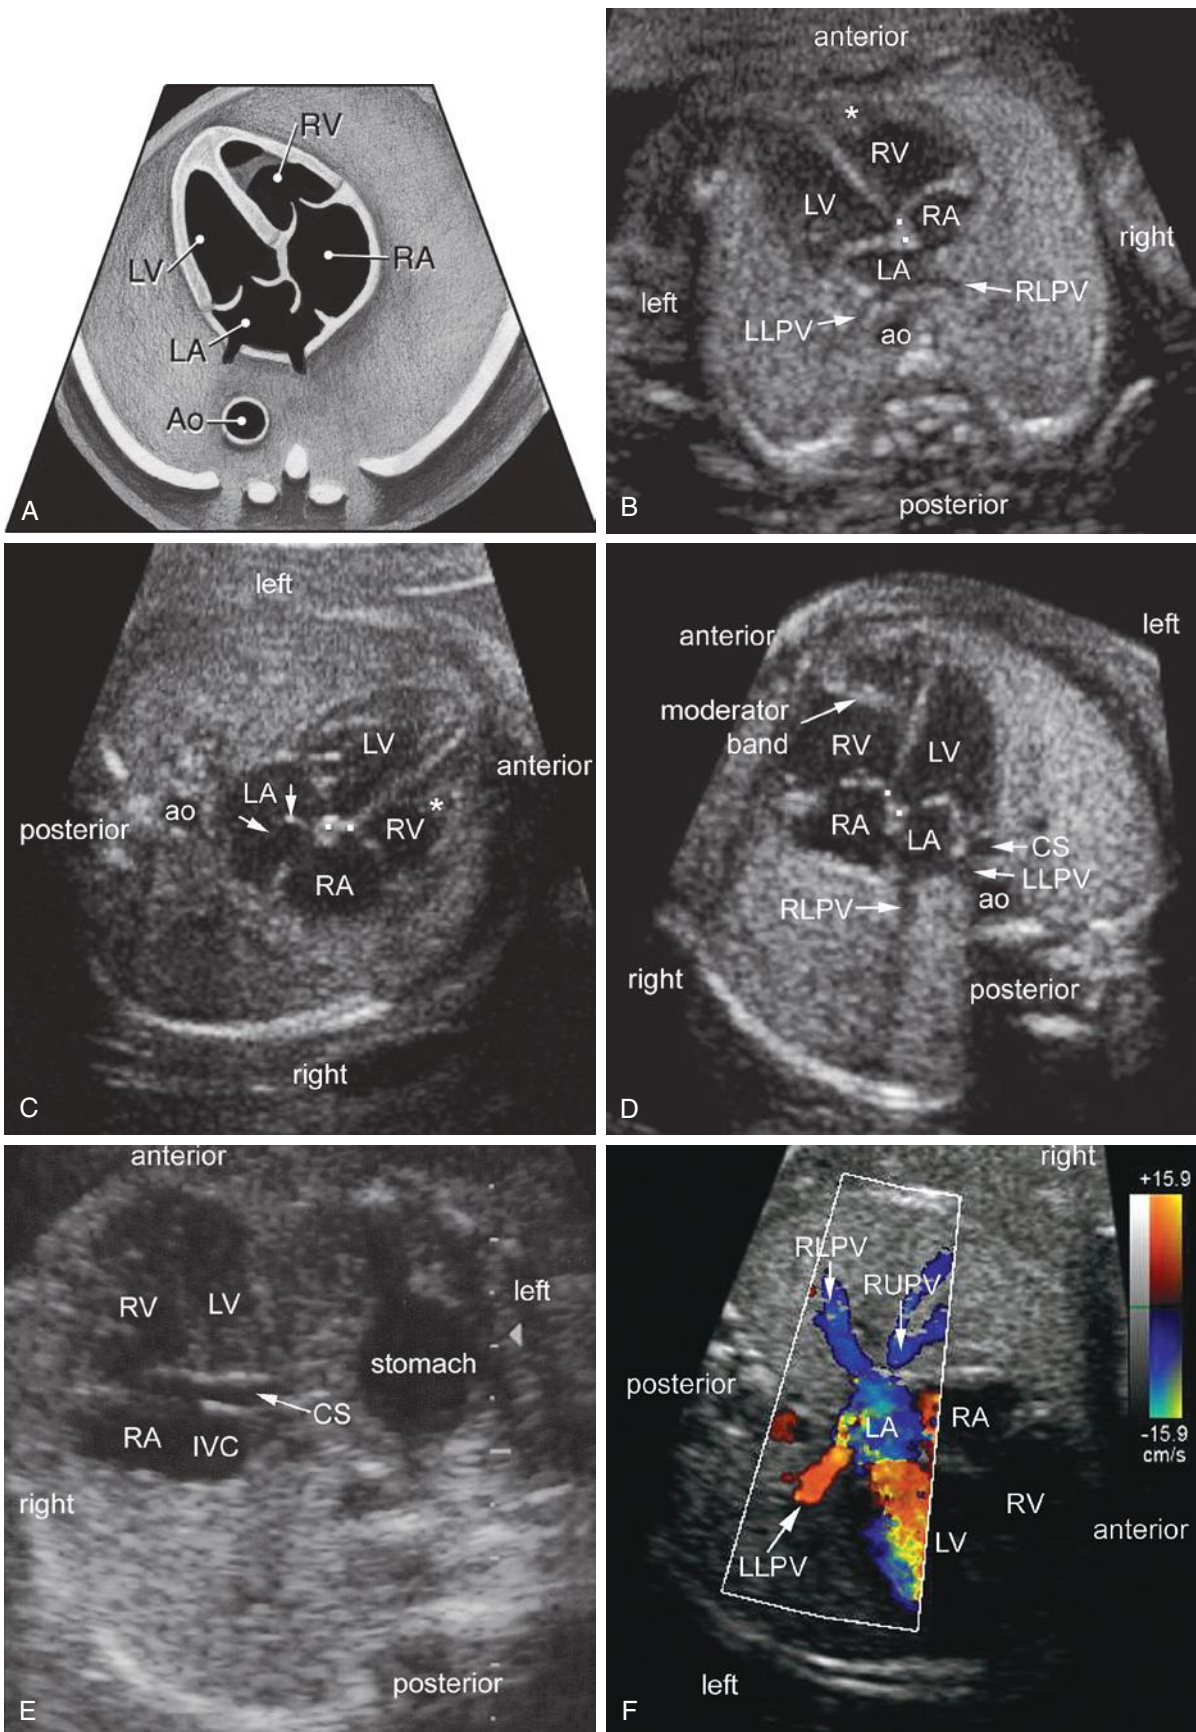 RV
RA
LV
LA
Ao
A
anterior
*
RV
LV
RA
right
LA
left
RLPV
LLPV
ao
posterior
B
left
LV
anterior
LA
ao
*
posterior
RV
RA
right
C
left
anterior
moderator
band
RV
LV
RA
LA
CS
LLPV
ao
RLPV
right
posterior
D
anterior
RV
LV
left
stomach
CS
RA
IVC
right
posterior
E
right
+15.9
RLPV
RUPV
posterior
LA
RA
-15.9
cm/s
RV
anterior
LV
LLPV
left
F